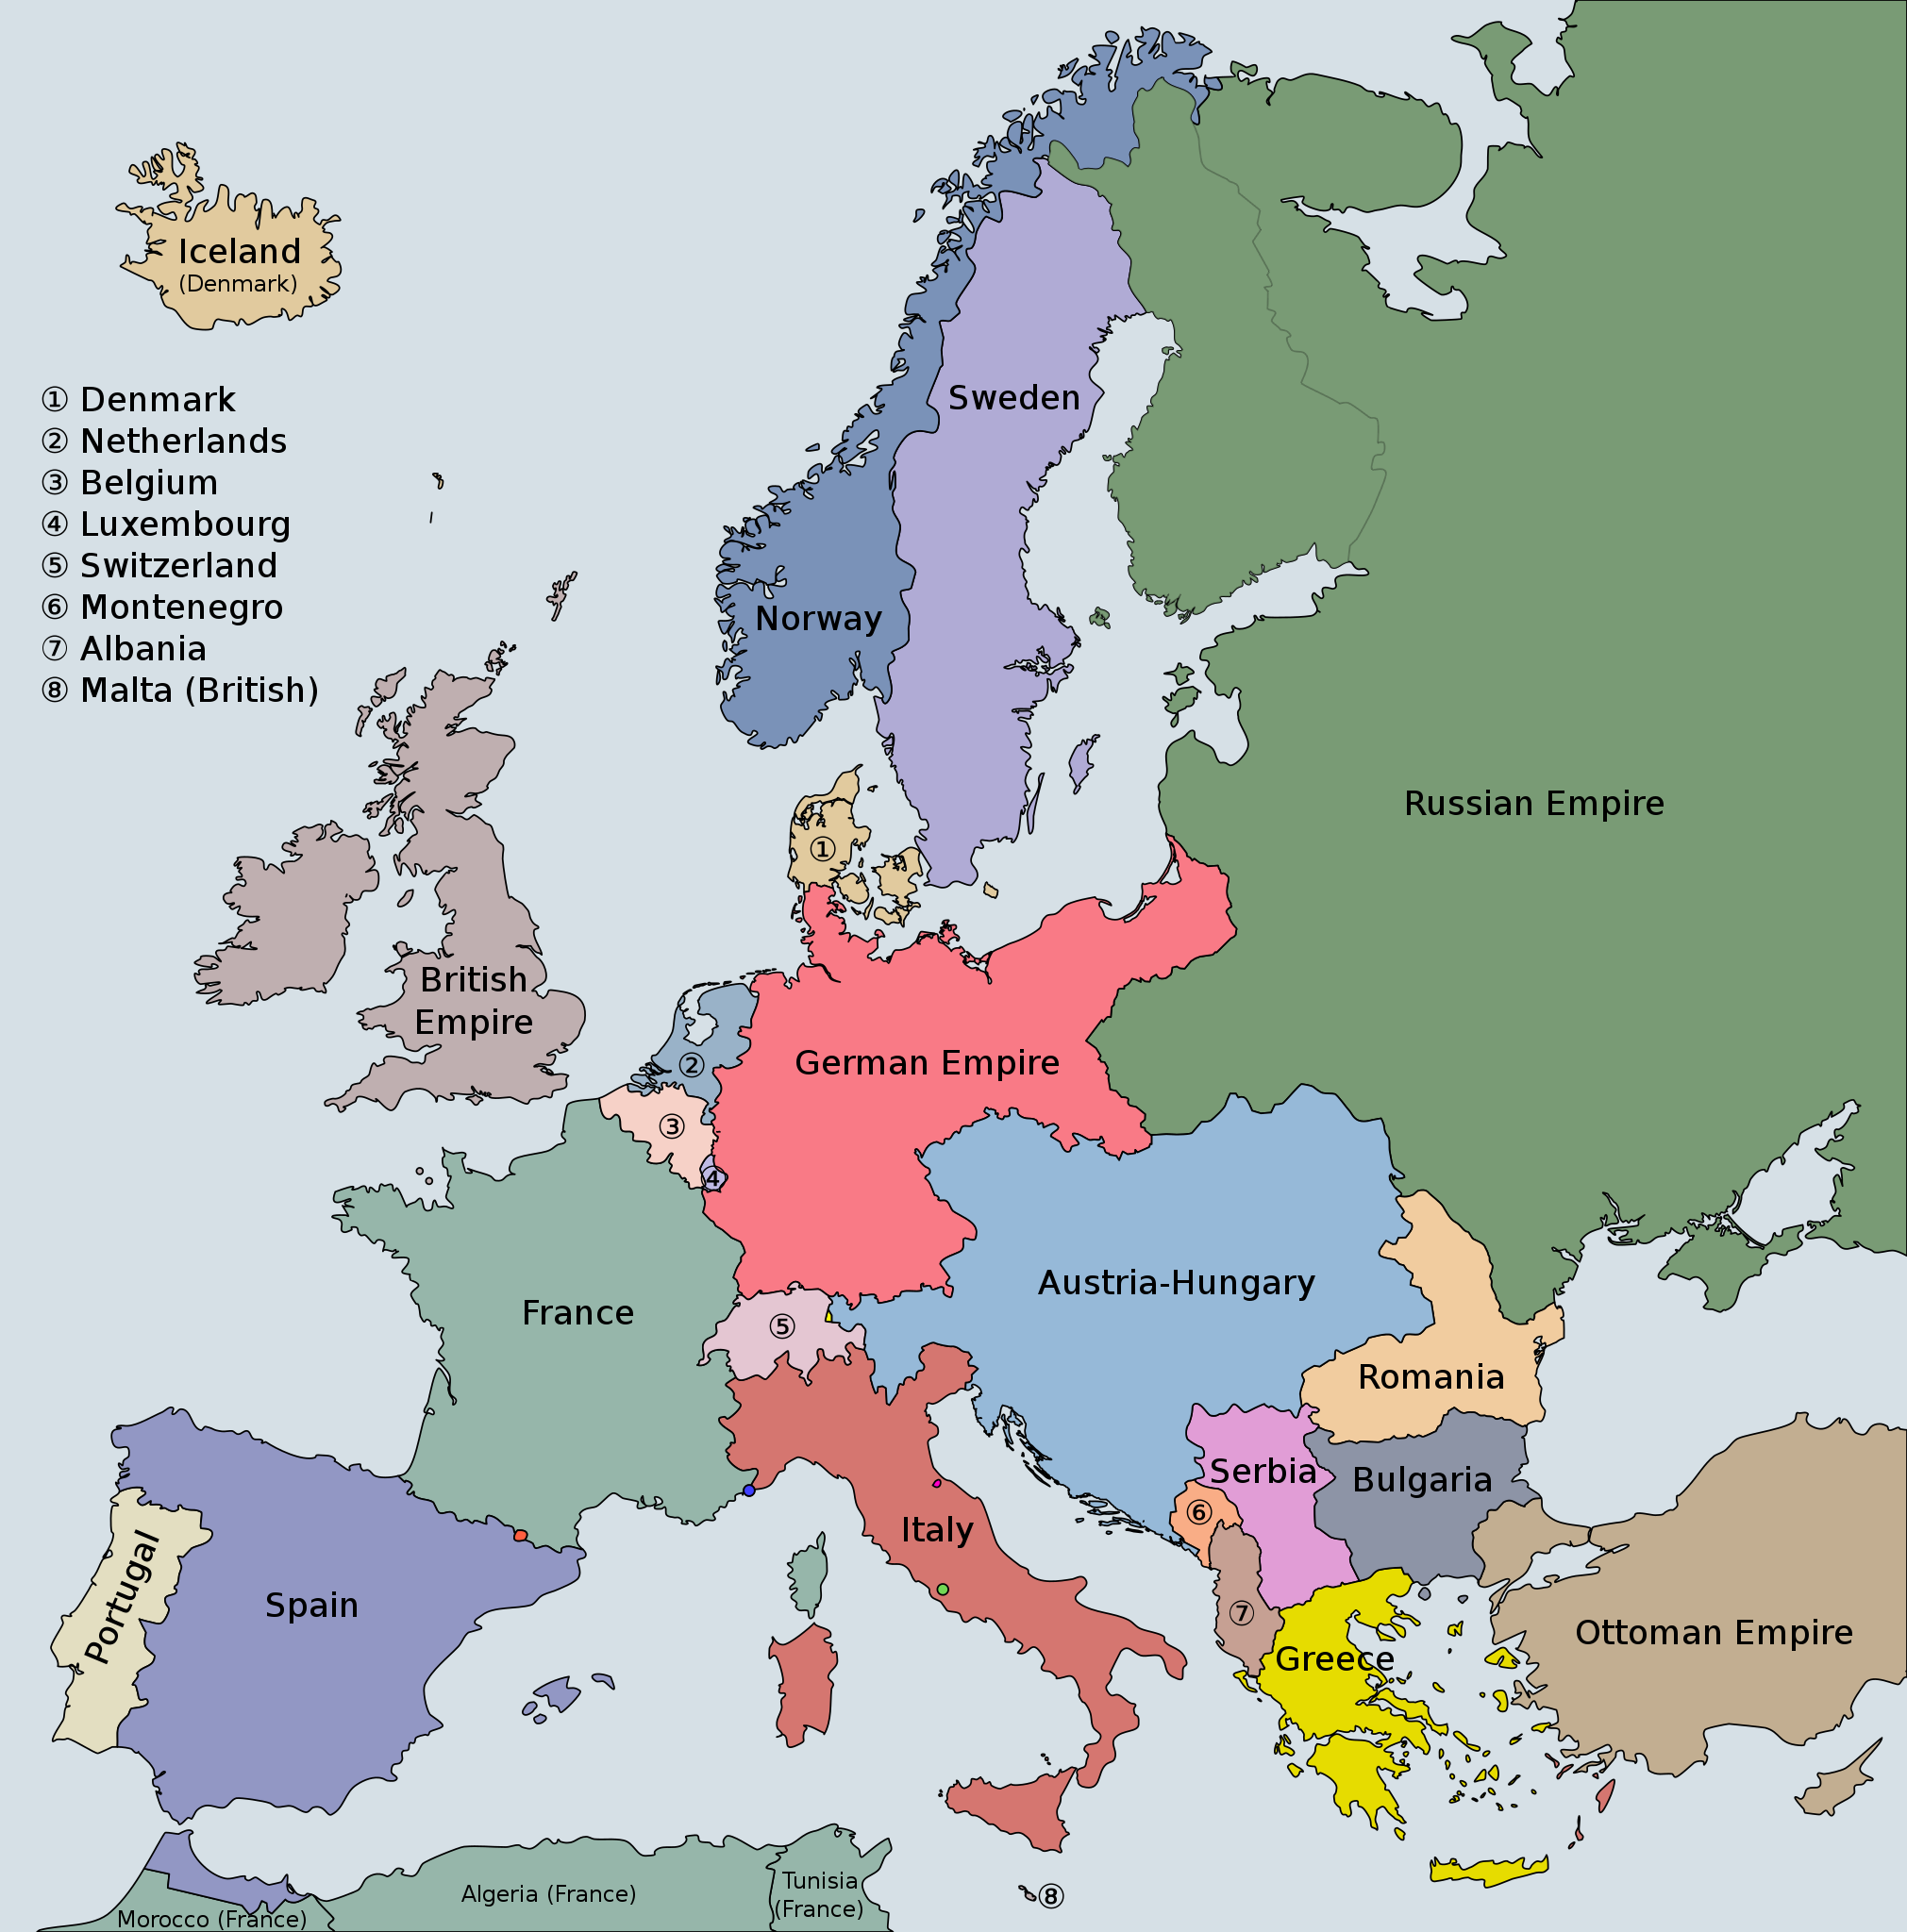 Iceland
(Denmark)
① Denmark
② Netherlands
③ Belgium
④ Luxembourg
⑤ Switzerland
⑥ Montenegro
⑦ Albania
⑧ Malta (British)
Sweden
Norway
Russian Empire
①
British
Empire
②
German Empire
③
④
Austria-Hungary
France
⑤
Romania
Serbia
Bulgaria
⑥
Italy
Portugal
Spain
⑦
Ottoman Empire
Greece
Tunisia
(France)
Algeria (France)
⑧
Morocco (France)